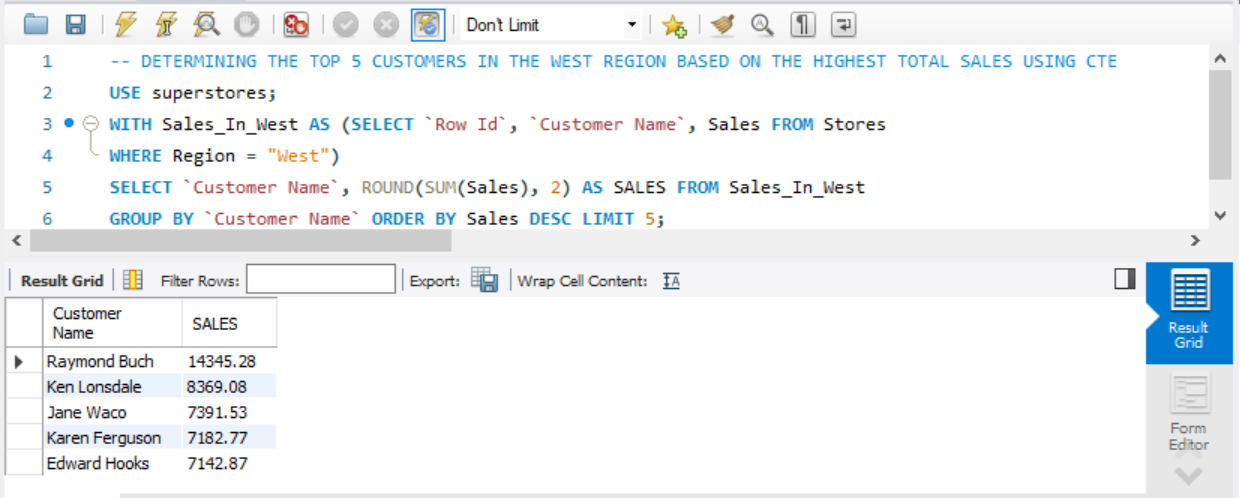 Don't Limit
1 -- DETERMINING THE TOP 5 CUSTOMERS IN THE WEST REGION BASED ON THE HIGHEST TOTAL SALES USING CTE
2 USE superstores;
3 WITH Sales_In_West AS (SELECT `Row Id`, `Customer Name`, Sales FROM Stores
4 WHERE Region = "West")
5 SELECT `Customer Name`, ROUND(SUM(Sales), 2) AS SALES FROM Sales_In_West
6 GROUP BY `Customer Name` ORDER BY Sales DESC LIMIT 5;
Result Grid Filter Rows: Export: Wrap Cell Content: IA
Customer
Name
SALES
Raymond Buch 14345.28
Ken Lonsdale 8369.08
Jane Waco 7391.53
Karen Ferguson 7182.77
Edward Hooks 7142.87
Result
Grid
Form
Editor